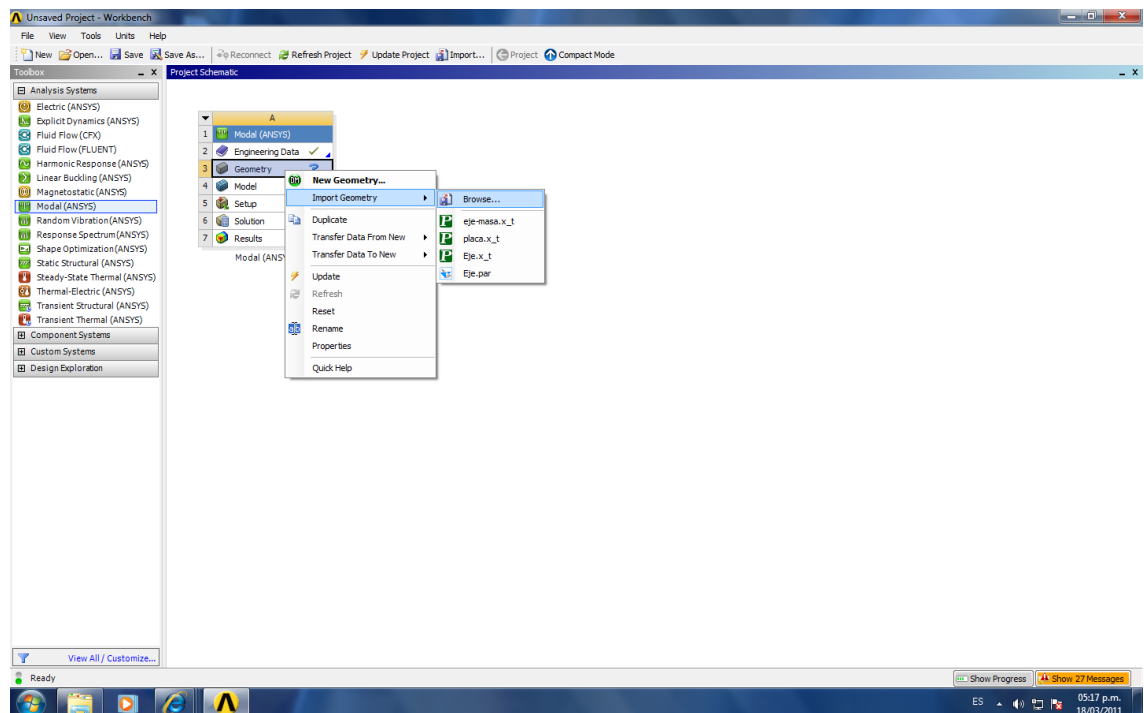 Unsaved Project - Workbench
File View Tools Units Help
New Open... Save Save As... Reconnect Refresh Project Update Project Import... Project Compact Mode
Toolbox
Project Schematic
Analysis Systems
Electric (ANSYS)
Explicit Dynamics (ANSYS)
Fluid Flow (CFX)
Fluid Flow (FLUENT)
Harmonic Response (ANSYS)
Linear Buckling (ANSYS)
Magnetostatic (ANSYS)
Modal (ANSYS)
Random Vibration (ANSYS)
Response Spectrum (ANSYS)
Shape Optimization (ANSYS)
Static Structural (ANSYS)
Steady-State Thermal (ANSYS)
Thermal-Electric (ANSYS)
Transient Structural (ANSYS)
Transient Thermal (ANSYS)
Component Systems
Custom Systems
Design Exploration
View All / Customize...
A
1 Modal (ANSYS)
2 Engineering Data
3 Geometry ?
4 Model
5 Setup
6 Solution
7 Results
Modal (ANS
New Geometry...
Import Geometry
Duplicate
Transfer Data From New
Transfer Data To New
Update
Refresh
Reset
Rename
Properties
Quick Help
Browse...
eje-masa.x_t
placa.x_t
Eje.x_t
Eje.par
Ready
Show Progress
Show 27 Messages
ES
05:17 p.m.
18/03/2011